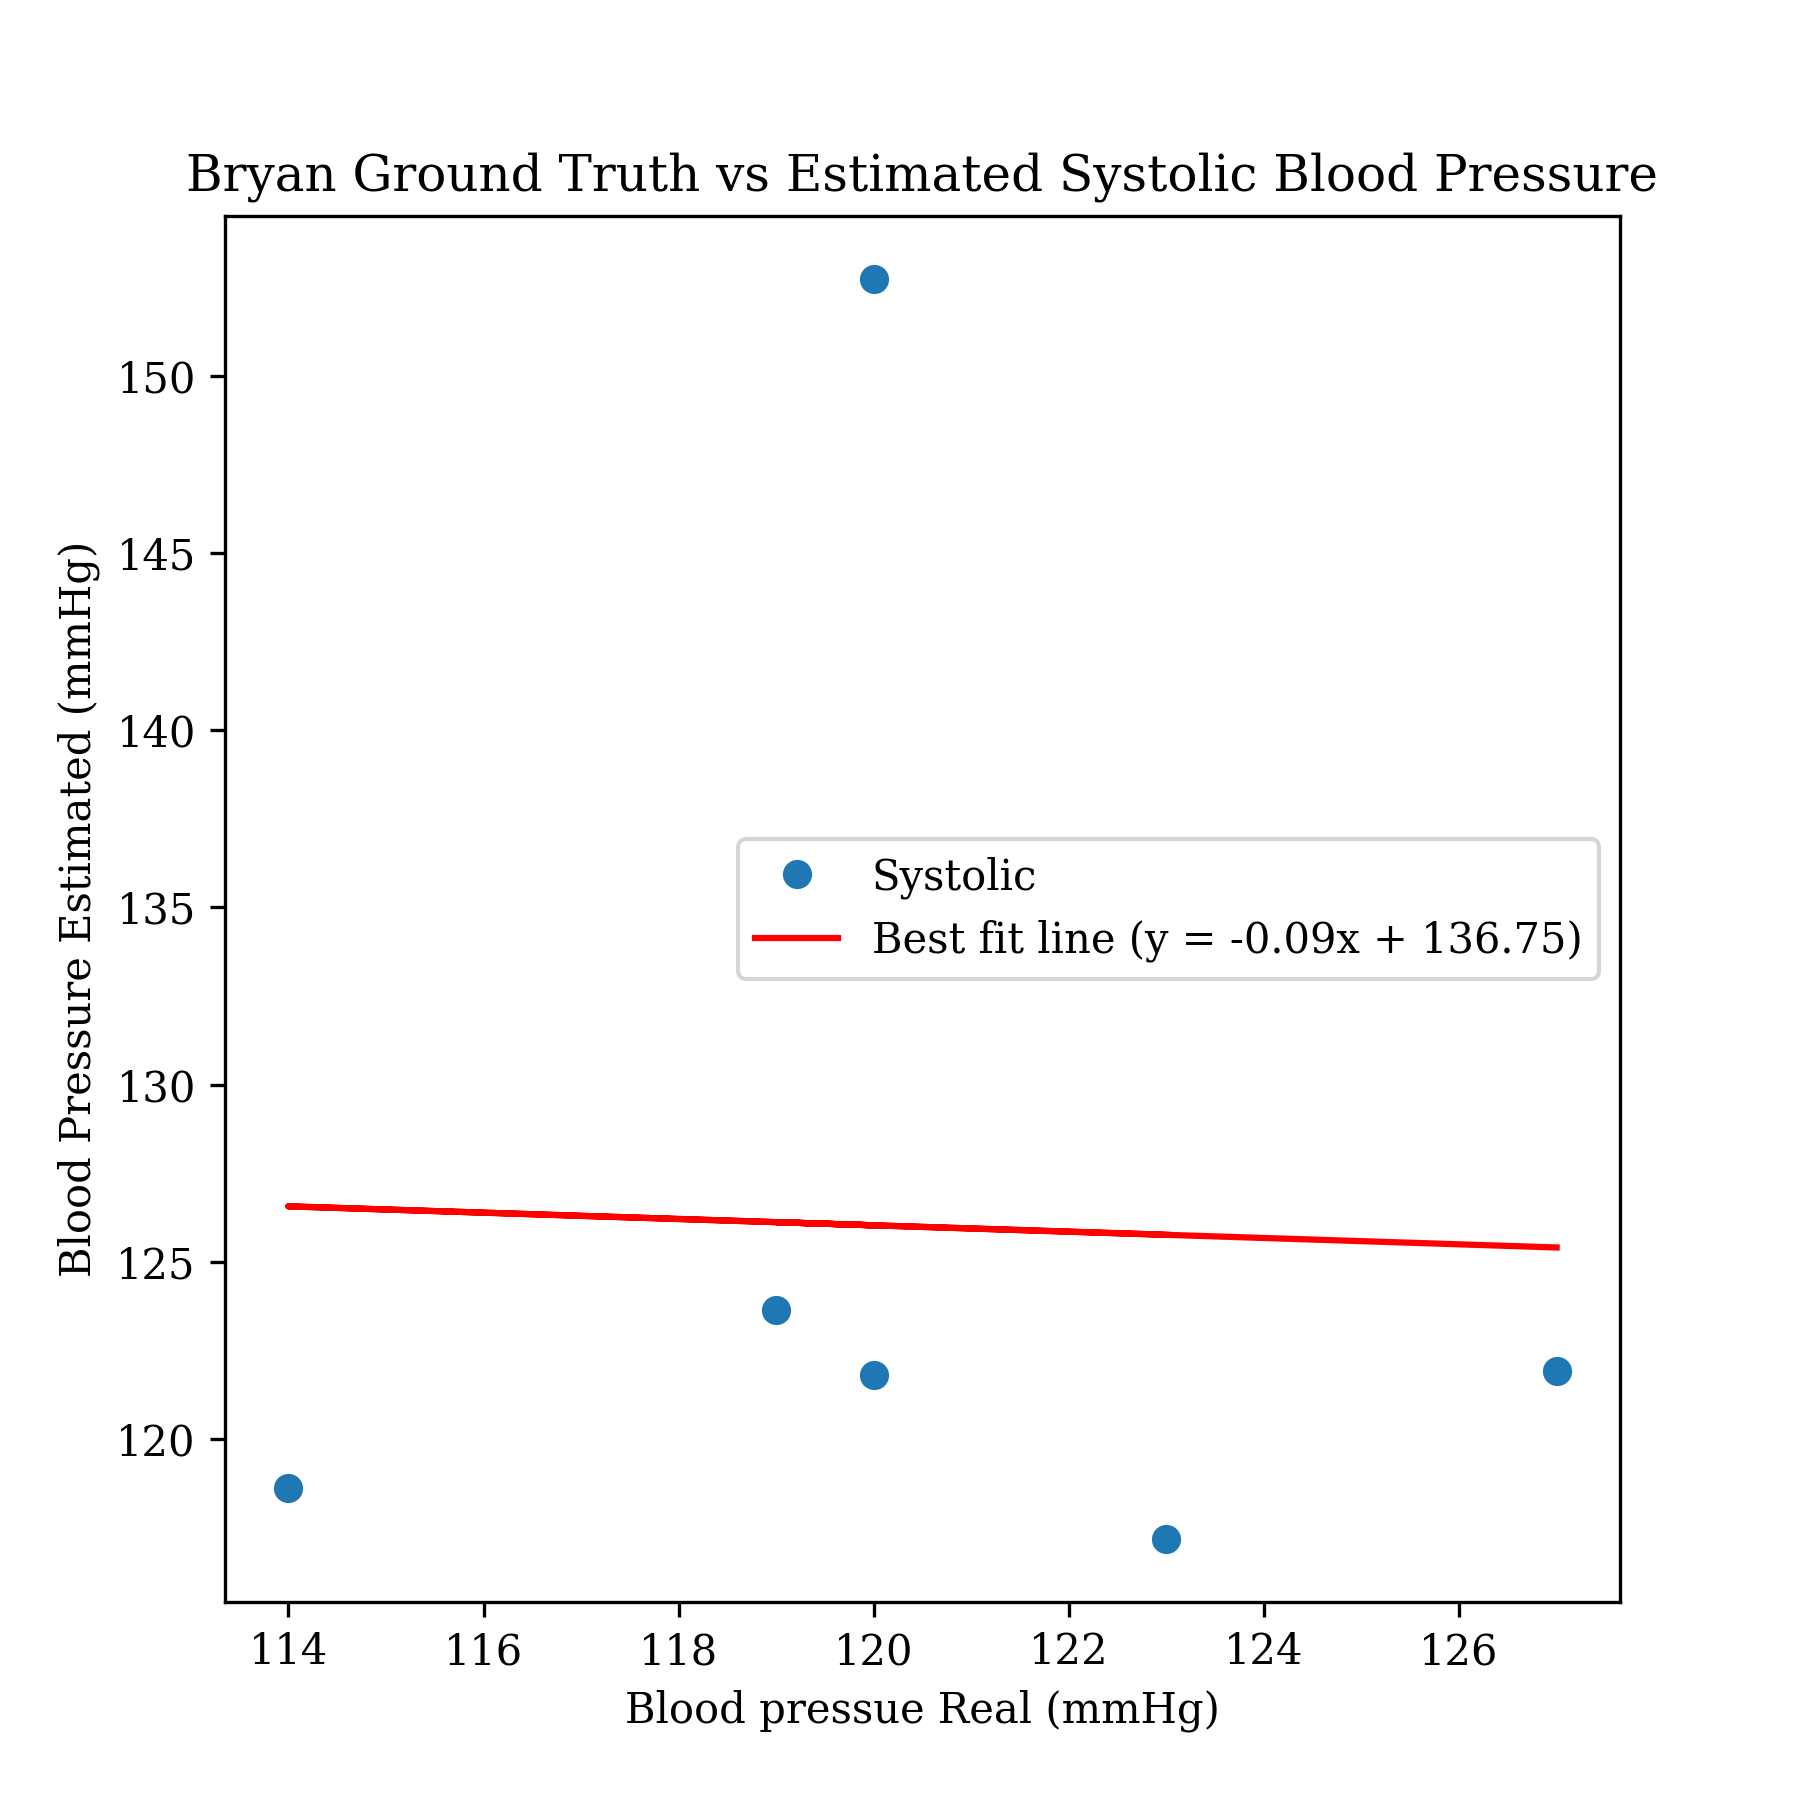 Bryan Ground Truth vs Estimated Systolic Blood Pressure
Blood Pressure Estimated (mmHg)
150
145
140
135
130
125
120
Systolic
Best fit line (y = -0.09x + 136.75)
114 116 118 120 122 124 126
Blood pressue Real (mmHg)